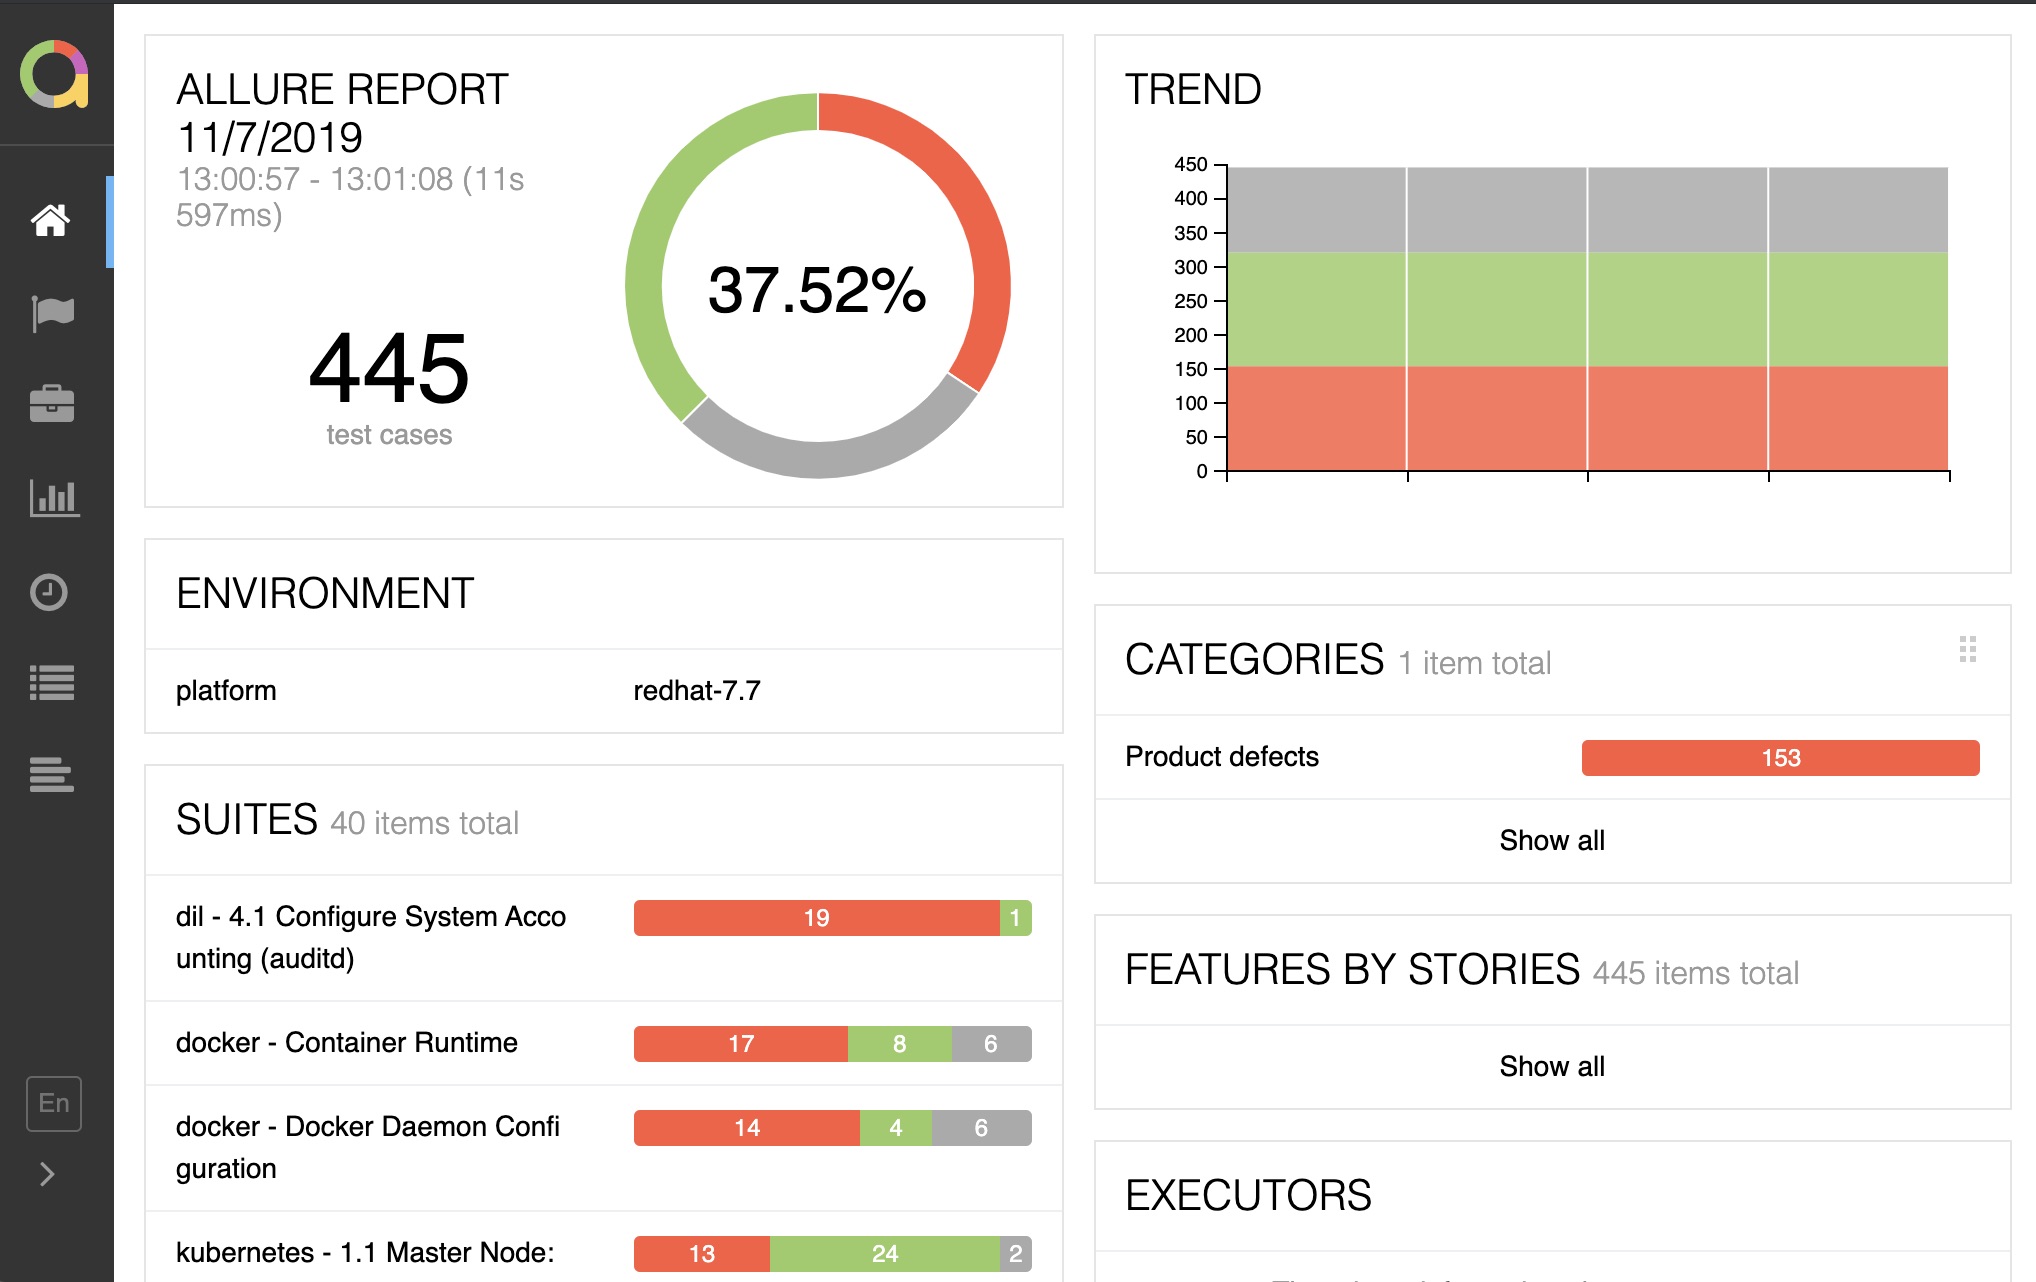 ALLURE REPORT
11/7/2019
13:00:57 - 13:01:08 (11s
597ms)
445
test cases
37.52%
TREND
450
400
350
300
250
200
150
100
50
0
ENVIRONMENT
platform redhat-7.7
SUITES 40 items total
dil - 4.1 Configure System Acco
unting (auditd)
19 1
docker - Container Runtime
17 8 6
docker - Docker Daemon Confi
guration
14 4 6
kubernetes - 1.1 Master Node:
13 24 2
CATEGORIES 1 item total
Product defects 153
Show all
FEATURES BY STORIES 445 items total
Show all
EXECUTORS
En